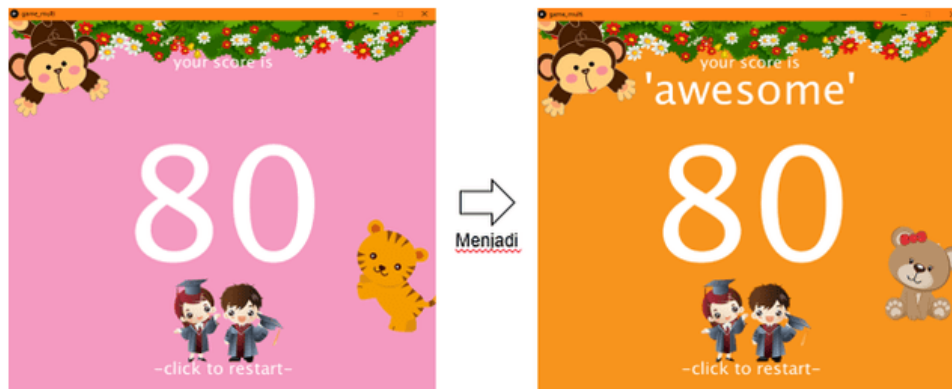 game_multi
your score is
80
-click to restart-
Menjadi
game_multi
your score is
'awesome'
80
-click to restart-